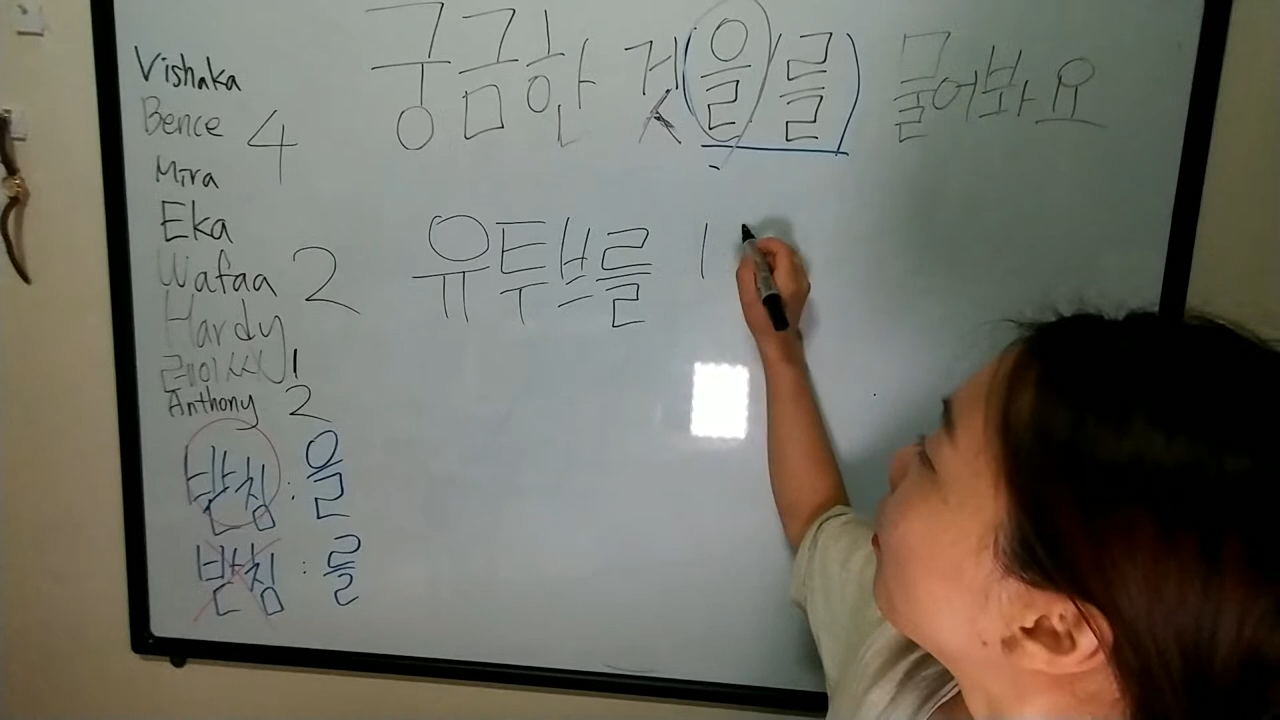 궁금한 것(을/를) 물어봐요
Vishaka
Bence 4
Mira
Eka
Wafaa 2
Hardy
레이씨 1
Anthony 2
받침 : 을
받침 : 를
유투브를 |